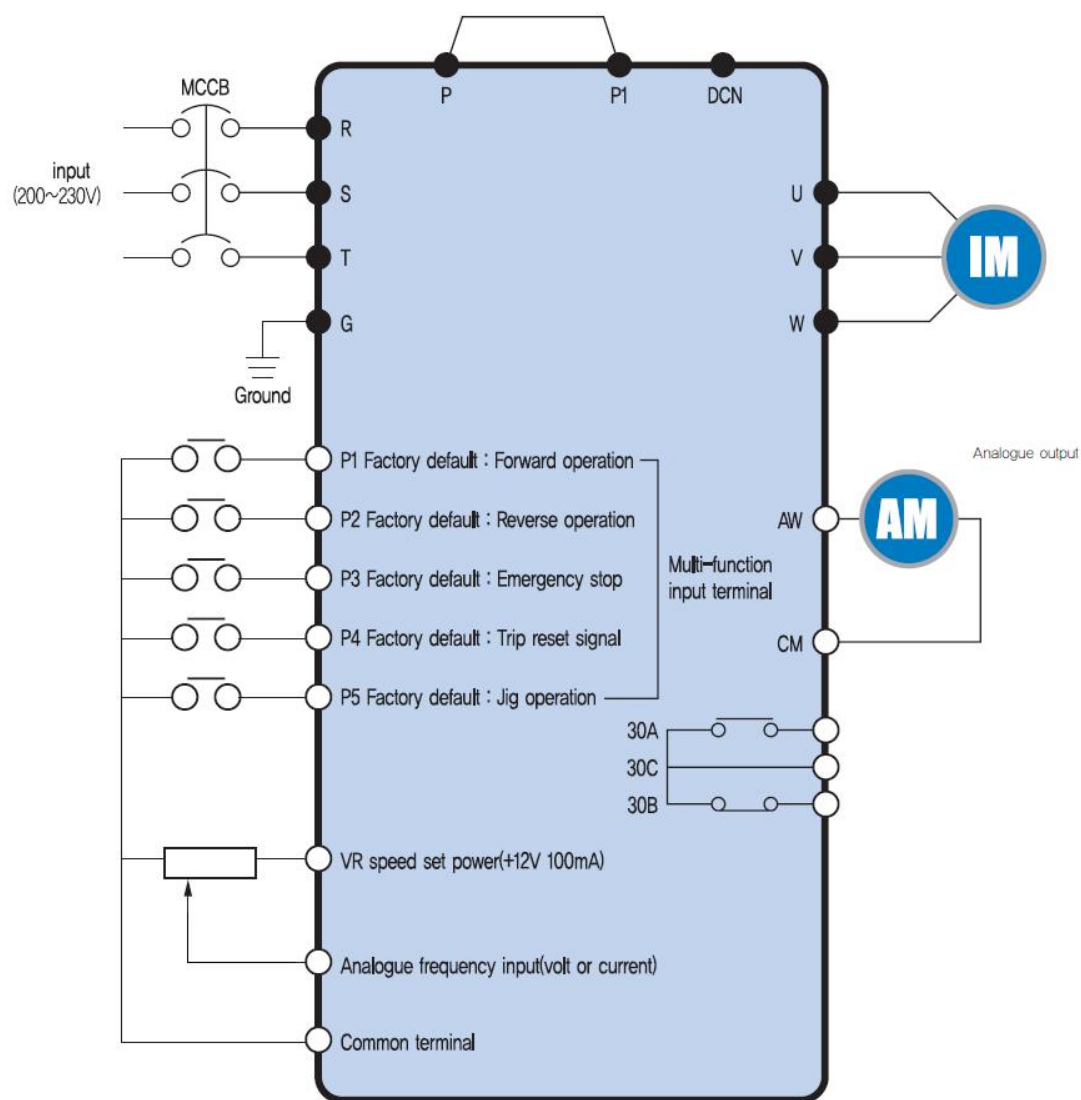 P
P1
DCN
MCCB
R
input
(200~230V)
S
T
G
Ground
U
V
W
IM
P1 Factory default : Forward operation
P2 Factory default : Reverse operation
P3 Factory default : Emergency stop
P4 Factory default : Trip reset signal
P5 Factory default : Jig operation
Multi-function
input terminal
Analogue output
AW
AM
CM
30A
30C
30B
VR speed set power(+12V 100mA)
Analogue frequency input(volt or current)
Common terminal